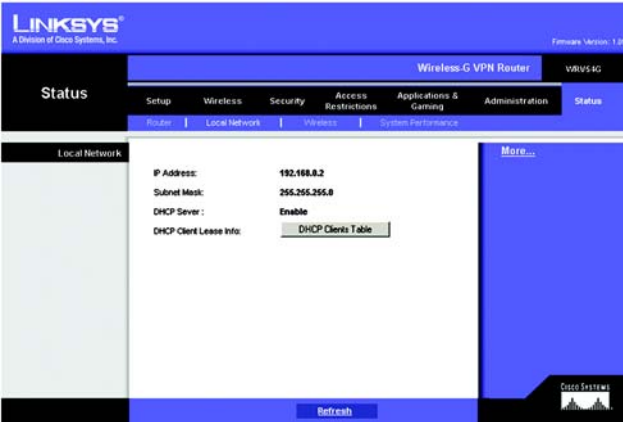 LINKSYS®
A Division of Cisco Systems, Inc.
Firmware Version: 1.0
Wireless-G VPN Router WRV54G
Status
Setup Wireless Security Access Restrictions Applications & Gaming Administration Status
Router | Local Network | Wireless | System Performance
Local Network
More...
IP Address: 192.168.0.2
Subnet Mask: 255.255.255.0
DHCP Sever : Enable
DHCP Client Lease Info: DHCP Clients Table
CISCO SYSTEMS
Refresh